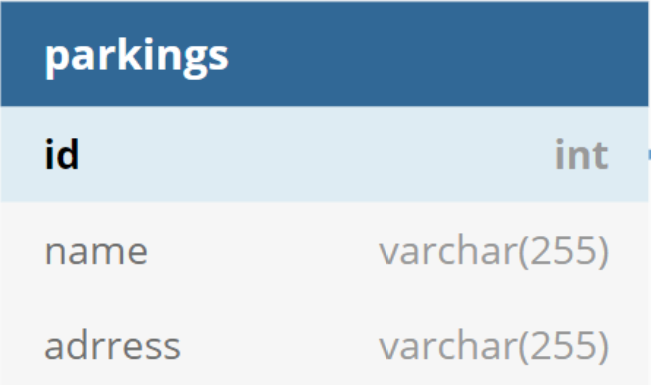 parkings
id int
name varchar(255)
adrress varchar(255)